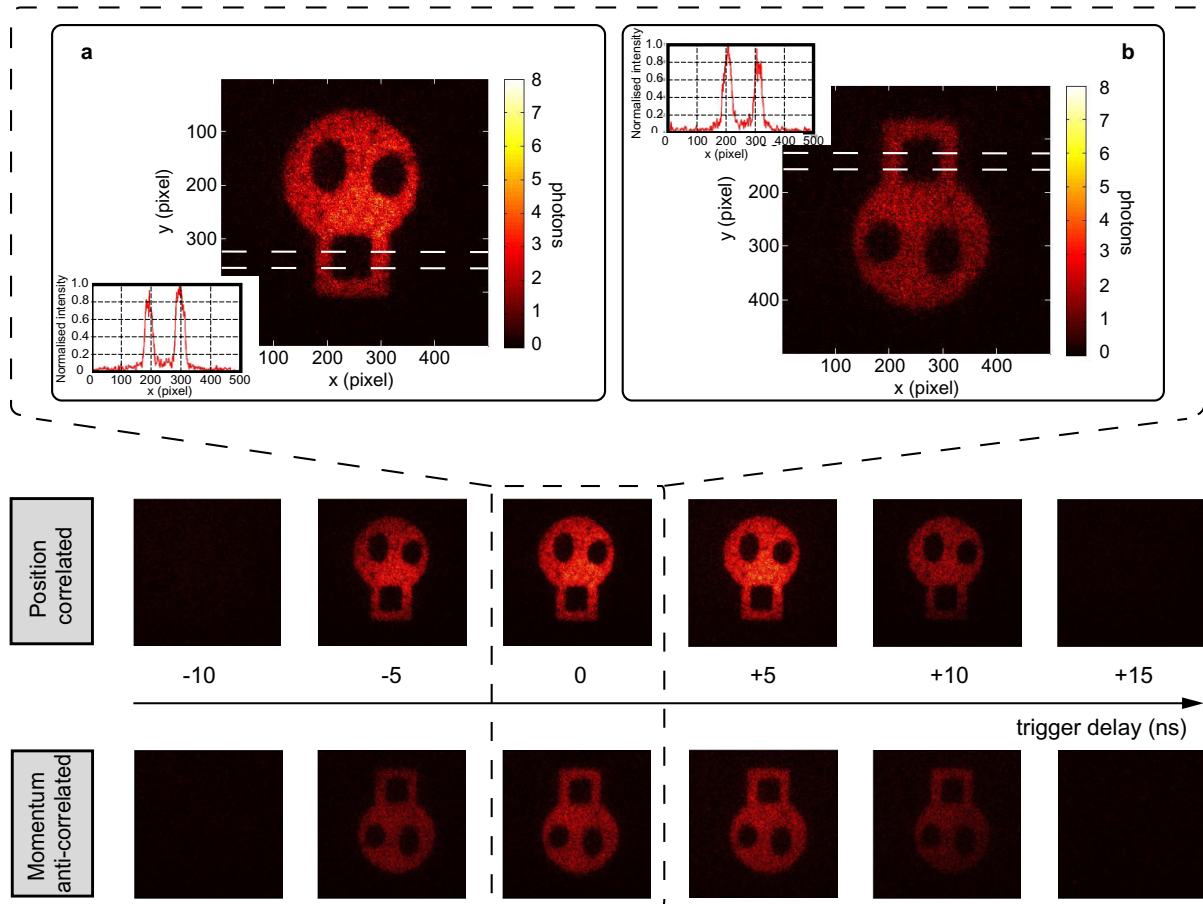 a
Normalised intensity
1.0
0.8
0.6
0.4
0.2
0
0 100 200 300 400 500
x (pixel)
y (pixel)
100
200
300
100 200 300 400
x (pixel)
photons
8
7
6
5
4
3
2
1
0
b
Normalised intensity
1.0
0.8
0.6
0.4
0.2
0
0 100 200 300 400 500
x (pixel)
y (pixel)
200
300
400
100 200 300 400
x (pixel)
photons
8
7
6
5
4
3
2
1
0
Position
correlated
-10 -5 0 +5 +10 +15
trigger delay (ns)
Momentum
anti-correlated